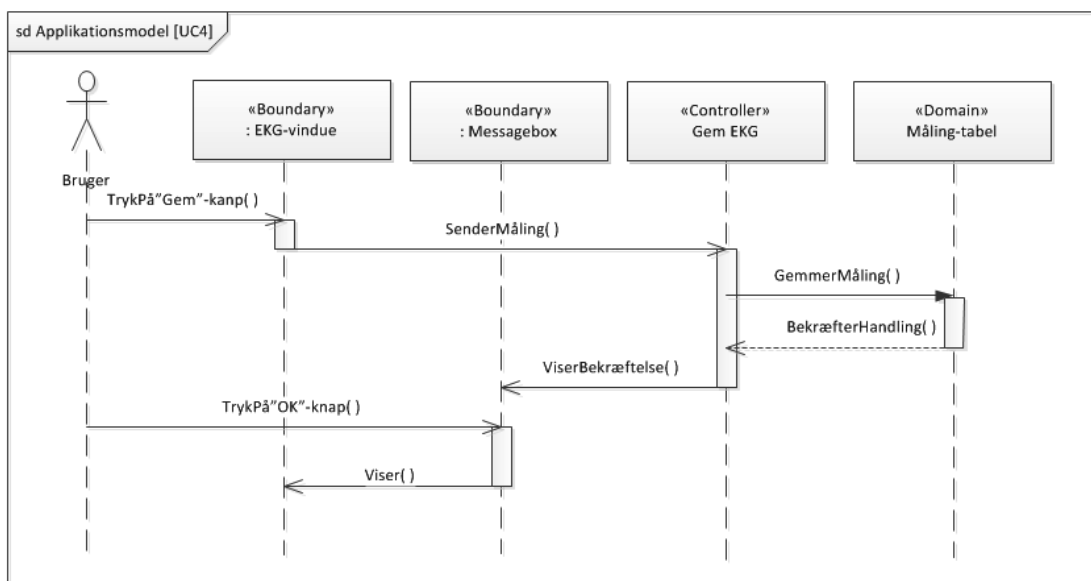 sd Applikationsmodel [UC4]
«Boundary»
: EKG-vindue
«Boundary»
: Messagebox
«Controller»
Gem EKG
«Domain»
Måling-tabel
Bruger
TrykPå”Gem”-kanp( )
SenderMåling( )
GemmerMåling( )
BekræfterHandling( )
ViserBekræftelse( )
TrykPå”OK”-knap( )
Viser( )